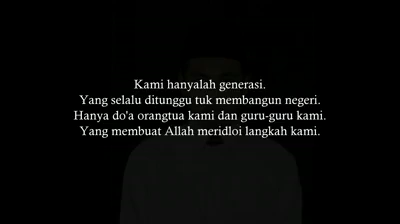 Kami hanyalah generasi.
Yang selalu ditunggu tuk membangun negeri.
Hanya do'a orangtua kami dan guru-guru kami.
Yang membuat Allah meridloi langkah kami.